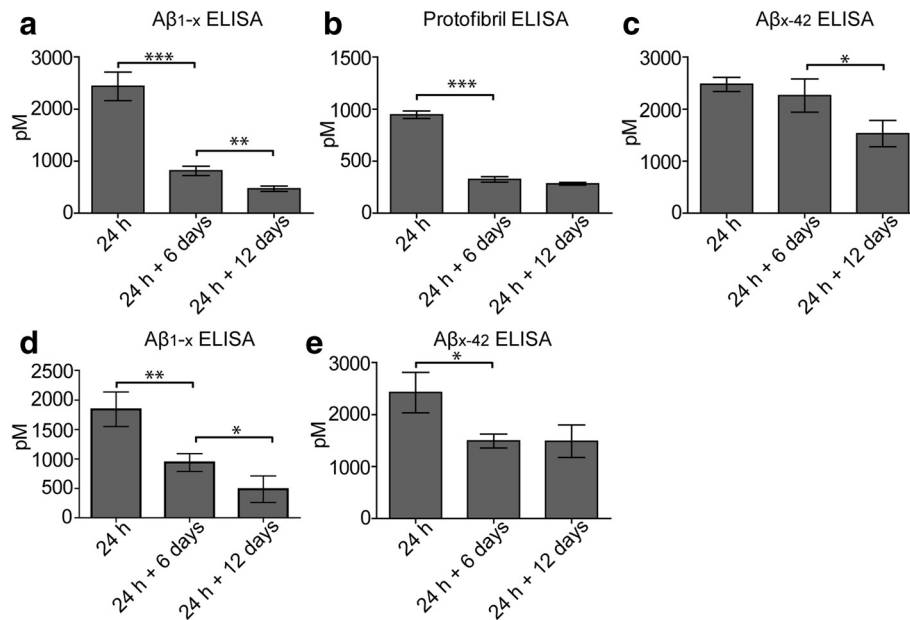 a
Aβ1-x ELISA
pM
3000
2000
1000
0
***
**
24 h
24 h + 6 days
24 h + 12 days
b
Protofibril ELISA
pM
1500
1000
500
0
***
24 h
24 h + 6 days
24 h + 12 days
c
Aβx-42 ELISA
pM
3000
2000
1000
0
*
24 h
24 h + 6 days
24 h + 12 days
d
Aβ1-x ELISA
pM
2500
2000
1500
1000
500
0
**
*
24 h
24 h + 6 days
24 h + 12 days
e
Aβx-42 ELISA
pM
3000
2000
1000
0
*
24 h
24 h + 6 days
24 h + 12 days